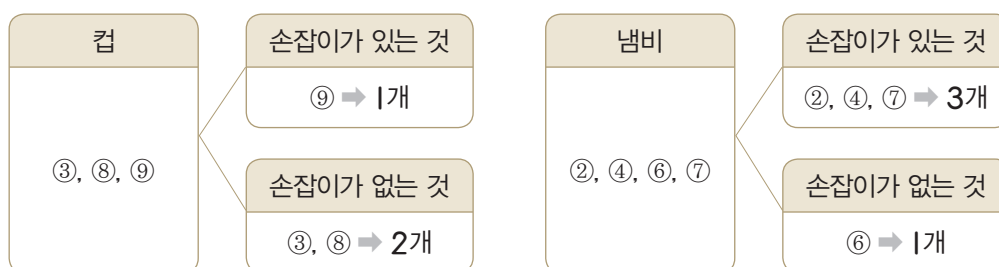 컵
③, ⑧, ⑨
손잡이가 있는 것
⑨ ➡ 1개
손잡이가 없는 것
③, ⑧ ➡ 2개
냄비
②, ④, ⑥, ⑦
손잡이가 있는 것
②, ④, ⑦ ➡ 3개
손잡이가 없는 것
⑥ ➡ 1개